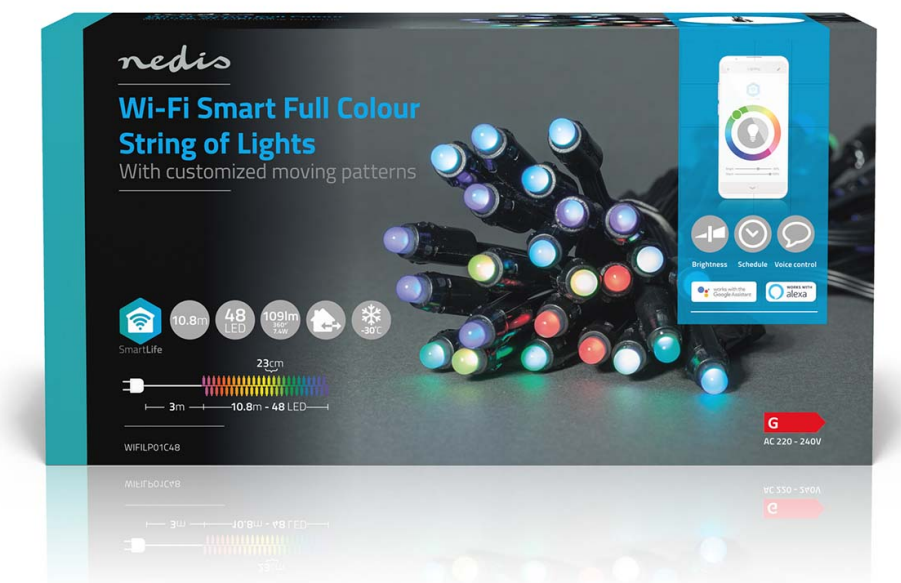 nedis
Wi-Fi Smart Full Colour
String of Lights
With customized moving patterns
Brightness
Schedule
Voice control
works with the
Google Assistant
WORKS WITH
alexa
10.8m
48
LED
109lm
360°
7.4W
-30°C
SmartLife
23cm
3m
10.8m - 48 LED
WIFILP01C48
G
AC 220 - 240V